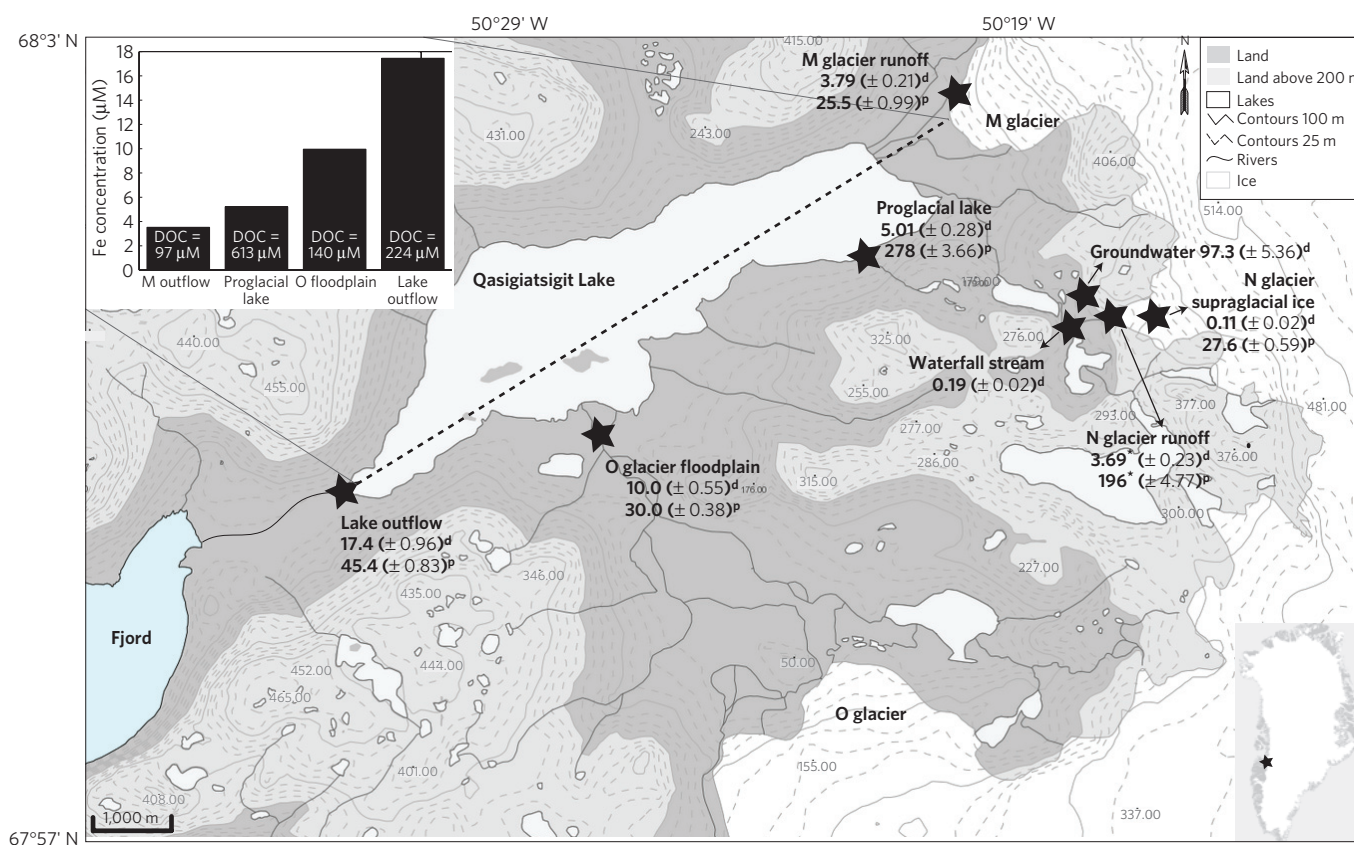 50°29' W
50°19' W
68°3' N
67°57' N
Fe concentration (µM)
18
16
14
12
10
8
6
4
2
0
DOC =
97 µM
DOC =
613 µM
DOC =
140 µM
DOC =
224 µM
M outflow
Proglacial
lake
O floodplain
Lake
outflow
415.00
431.00
243.00
M glacier runoff
3.79 (± 0.21)d
25.5 (± 0.99)p
M glacier
406.00
514.00
N
Land
Land above 200 m
Lakes
Contours 100 m
Contours 25 m
Rivers
Ice
Proglacial lake
5.01 (± 0.28)d
278 (± 3.66)p
Qasigiatsigit Lake
Groundwater 97.3 (± 5.36)d
N glacier
supraglacial ice
0.11 (± 0.02)d
27.6 (± 0.59)p
440.00
455.00
325.00
276.00
255.00
Waterfall stream
0.19 (± 0.02)d
293.00
377.00
481.00
277.00
286.00
315.00
N glacier runoff
3.69* (± 0.23)d
196* (± 4.77)p
376.00
300.00
O glacier floodplain
10.0 (± 0.55)d
176.00
30.0 (± 0.38)p
Lake outflow
17.4 (± 0.96)d
45.4 (± 0.83)p
346.00
435.00
227.00
Fjord
452.00
444.00
465.00
50.00
O glacier
155.00
401.00
408.00
337.00
1,000 m